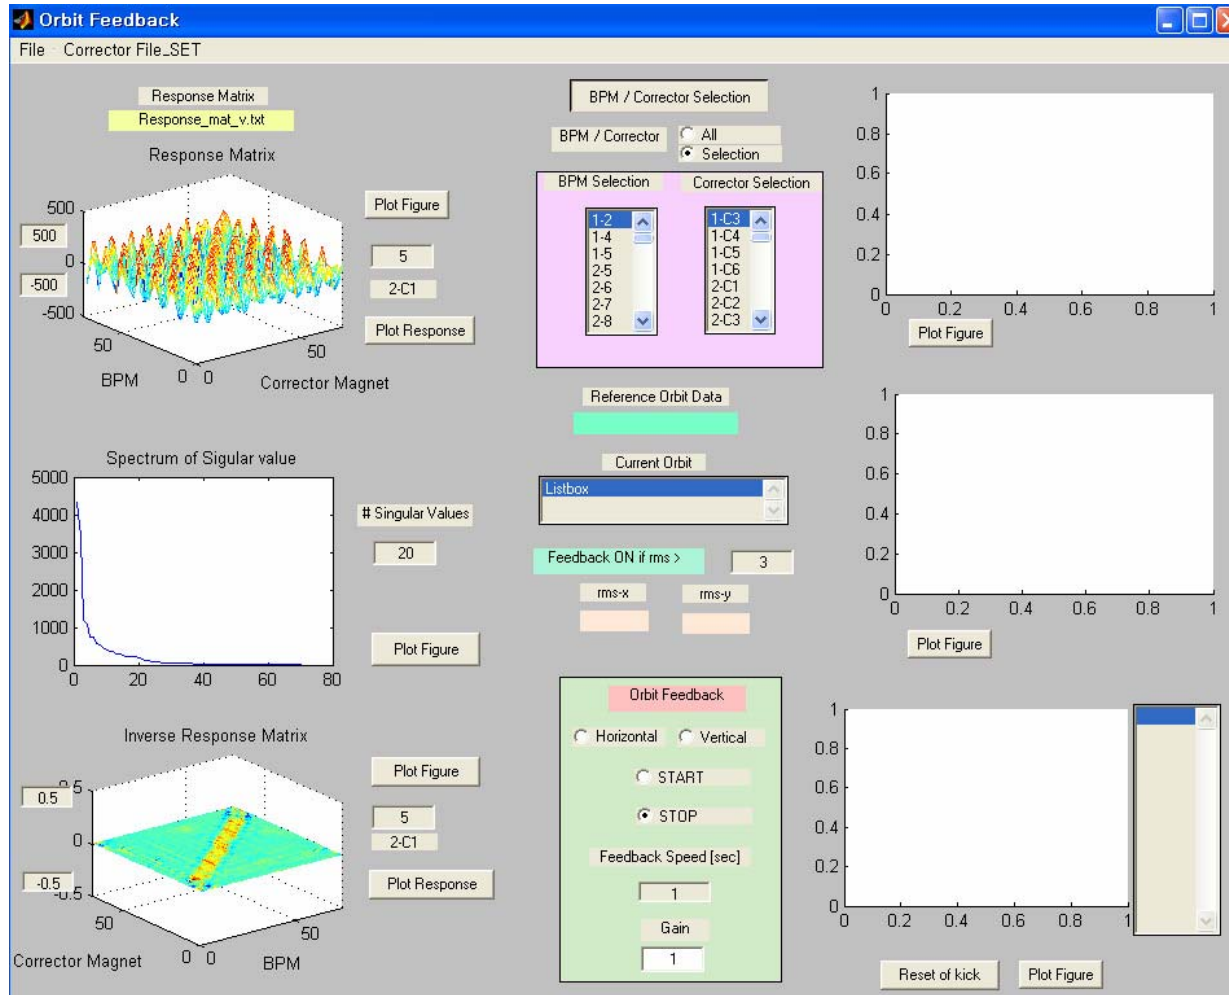 Orbit Feedback
File Corrector File_SET
Response Matrix
Response_mat_v.txt
Response Matrix
500
0
-500
500
-500
50
0
0
50
BPM
Corrector Magnet
Plot Figure
5
2-C1
Plot Response
Spectrum of Sigular value
5000
4000
3000
2000
1000
0
0 20 40 60 80
# Singular Values
20
Plot Figure
Inverse Response Matrix
0.5
0
-0.5
0.5
-0.5
50
0
0
50
Corrector Magnet
BPM
Plot Figure
5
2-C1
Plot Response
BPM / Corrector Selection
BPM / Corrector
All
Selection
BPM Selection
1-2
1-4
1-5
2-5
2-6
2-7
2-8
Corrector Selection
1-C3
1-C4
1-C5
1-C6
2-C1
2-C2
2-C3
Reference Orbit Data
Current Orbit
Listbox
Feedback ON if rms >
3
rms-x
rms-y
Orbit Feedback
Horizontal
Vertical
START
STOP
Feedback Speed [sec]
1
Gain
1
1
0.8
0.6
0.4
0.2
0
0 0.2 0.4 0.6 0.8 1
Plot Figure
1
0.8
0.6
0.4
0.2
0
0 0.2 0.4 0.6 0.8 1
Plot Figure
1
0.8
0.6
0.4
0.2
0
0 0.2 0.4 0.6 0.8 1
Reset of kick
Plot Figure